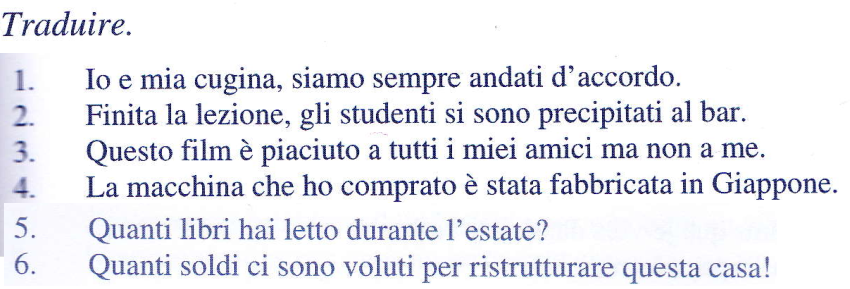 Traduire.
1. Io e mia cugina, siamo sempre andati d'accordo.
2. Finita la lezione, gli studenti si sono precipitati al bar.
3. Questo film è piaciuto a tutti i miei amici ma non a me.
4. La macchina che ho comprato è stata fabbricata in Giappone.
5. Quanti libri hai letto durante l'estate?
6. Quanti soldi ci sono voluti per ristrutturare questa casa!